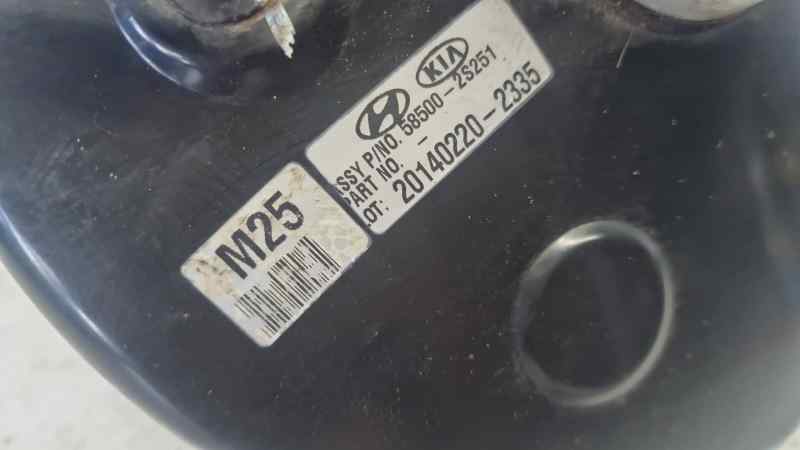 KIA
ASSY P/NO. 58500-2S251
PART NO. -
LOT: 20140220-2335
M25